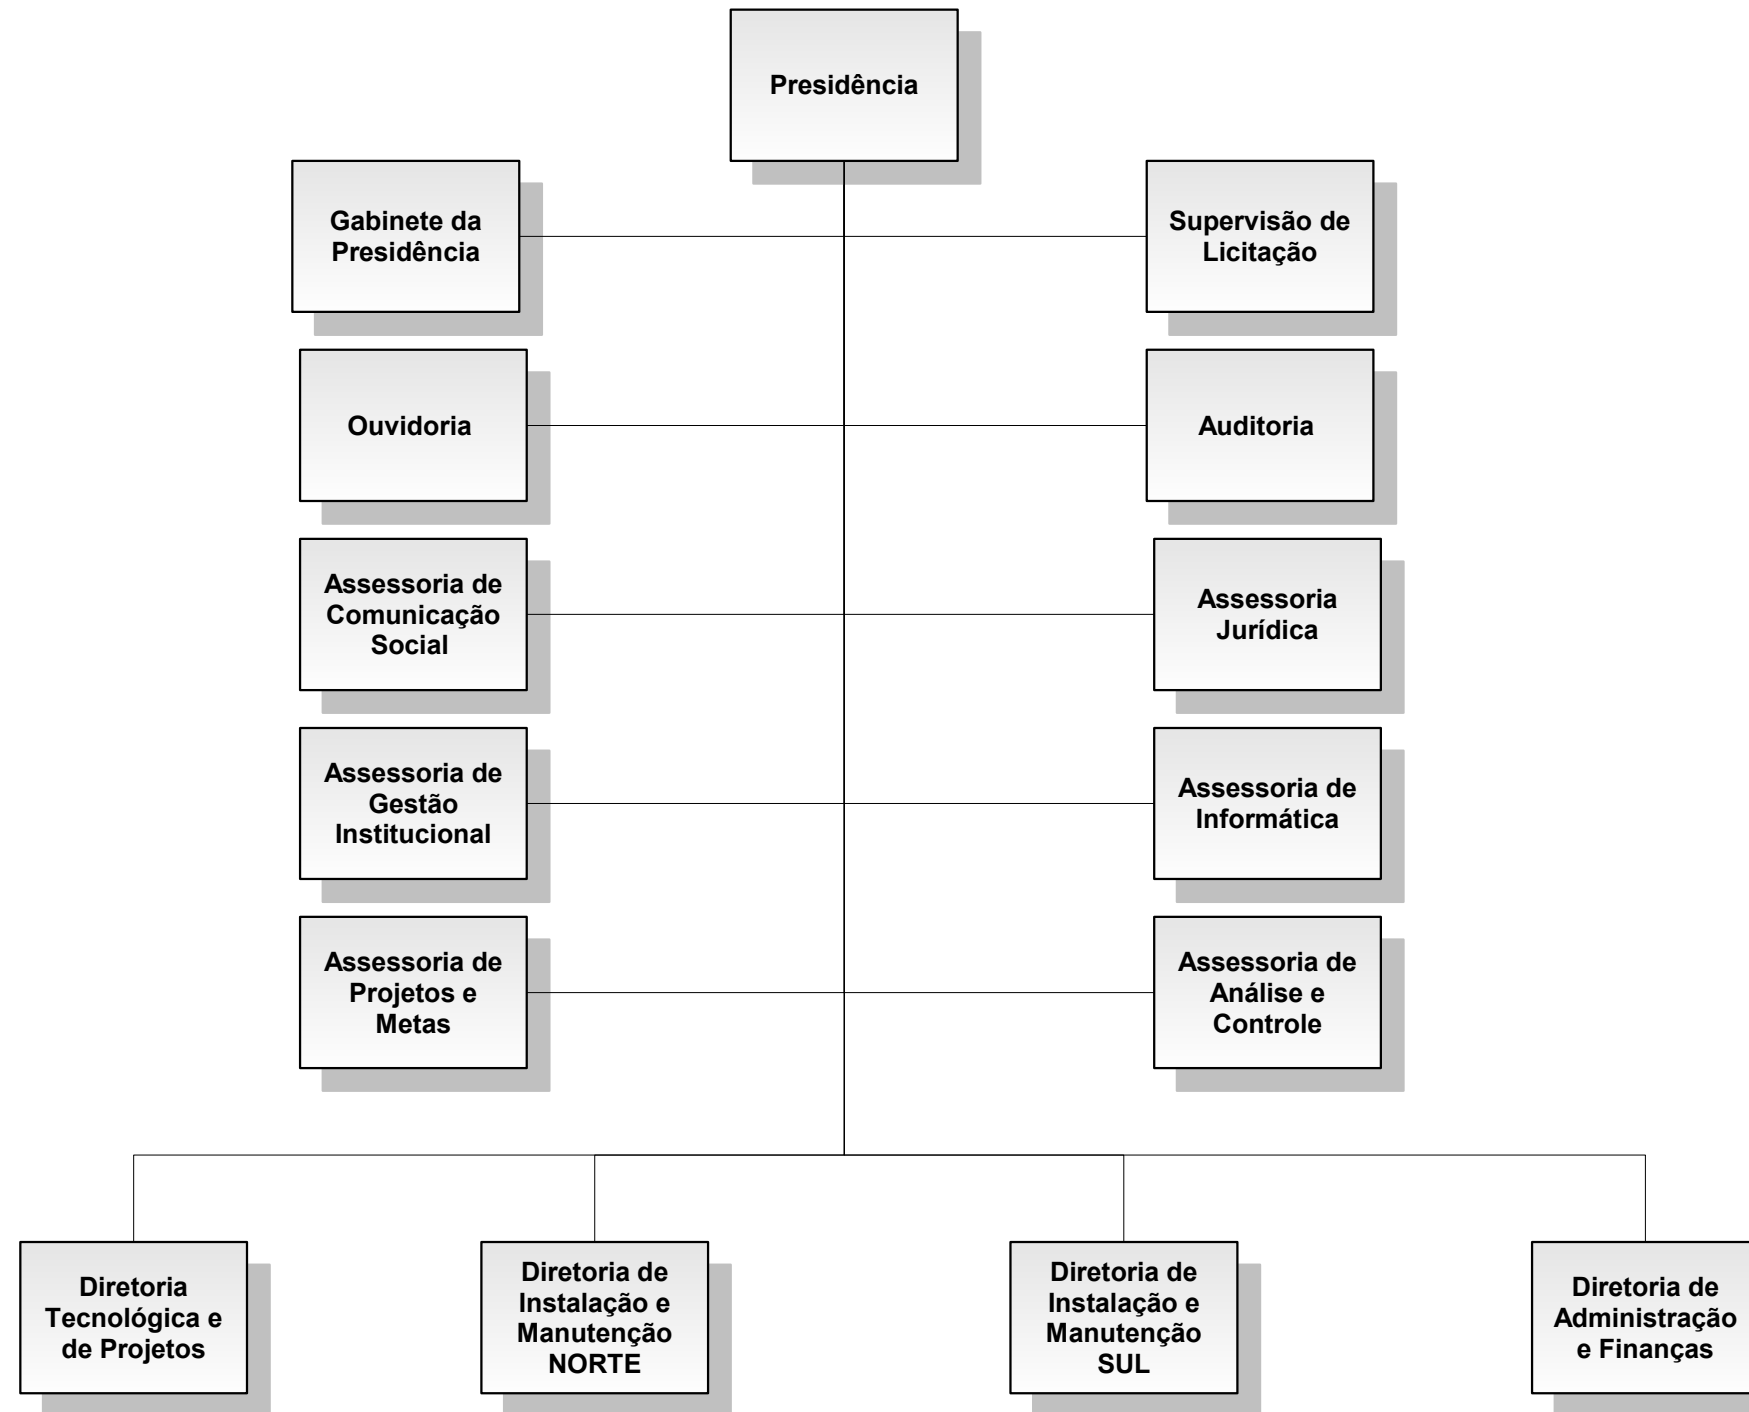 Presidência
Gabinete da
Presidência
Supervisão de
Licitação
Ouvidoria
Auditoria
Assessoria de
Comunicação
Social
Assessoria
Jurídica
Assessoria de
Gestão
Institucional
Assessoria de
Informática
Assessoria de
Projetos e
Metas
Assessoria de
Análise e
Controle
Diretoria
Tecnológica e
de Projetos
Diretoria de
Instalação e
Manutenção
NORTE
Diretoria de
Instalação e
Manutenção
SUL
Diretoria de
Administração
e Finanças